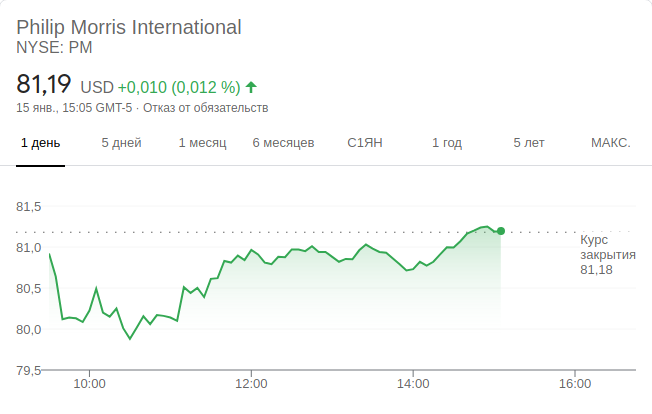 Philip Morris International
NYSE: PM
81,19 USD +0,010 (0,012 %)
15 янв., 15:05 GMT-5 · Отказ от обязательств
1 день 5 дней 1 месяц 6 месяцев С1ЯН 1 год 5 лет МАКС.
81,5
81,0
80,5
80,0
79,5
Курс
закрытия
81,18
10:00 12:00 14:00 16:00